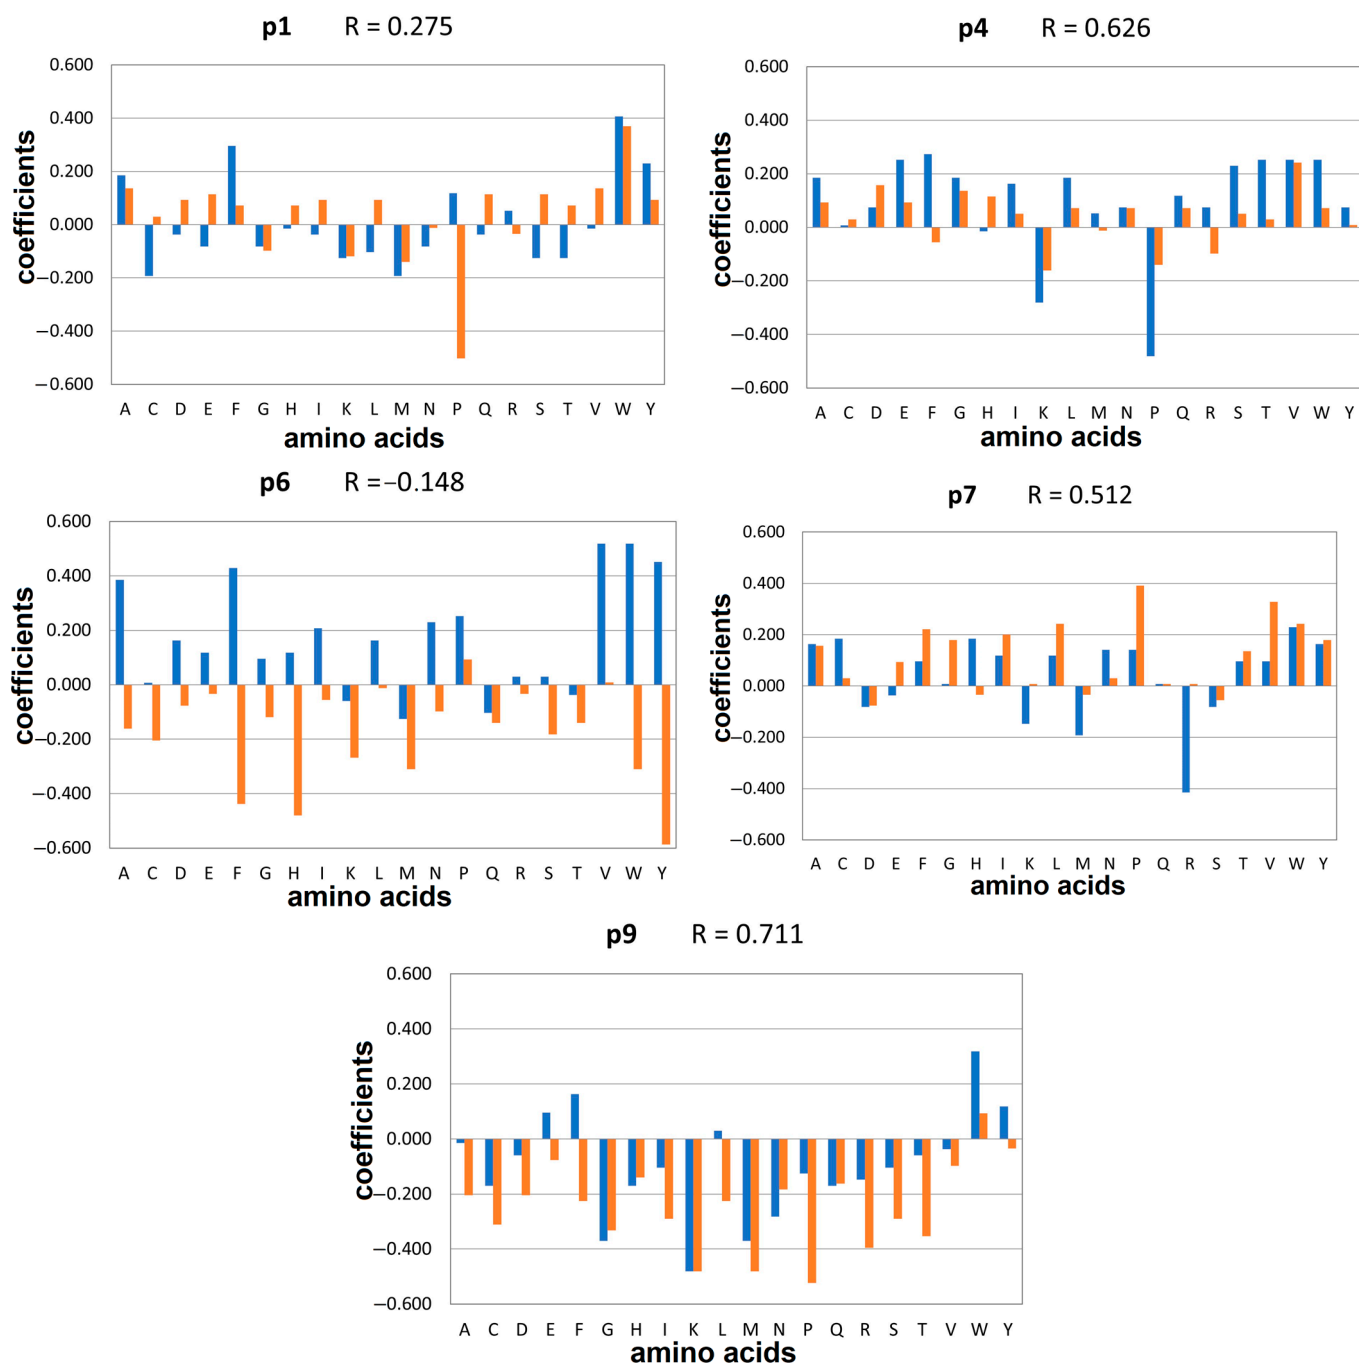 p1 R = 0.275
0.600
0.400
0.200
0.000
−0.200
−0.400
−0.600
coefficients
A C D E F G H I K L M N P Q R S T V W Y
amino acids
p4 R = 0.626
0.600
0.400
0.200
0.000
−0.200
−0.400
−0.600
coefficients
A C D E F G H I K L M N P Q R S T V W Y
amino acids
p6 R =−0.148
0.600
0.400
0.200
0.000
−0.200
−0.400
−0.600
coefficients
A C D E F G H I K L M N P Q R S T V W Y
amino acids
p7 R = 0.512
0.600
0.400
0.200
0.000
−0.200
−0.400
−0.600
coefficients
A C D E F G H I K L M N P Q R S T V W Y
amino acids
p9 R = 0.711
0.600
0.400
0.200
0.000
−0.200
−0.400
−0.600
coefficients
A C D E F G H I K L M N P Q R S T V W Y
amino acids